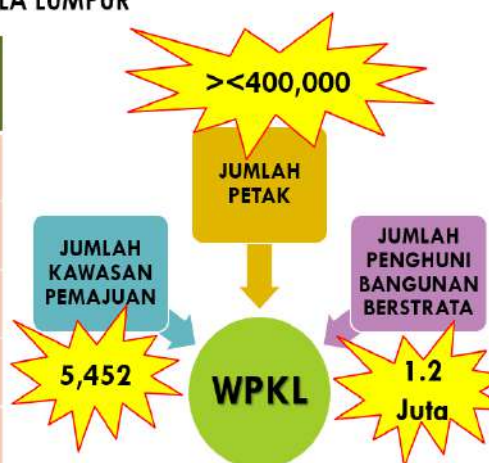 LA LUMPUR
><400,000
JUMLAH
PETAK
JUMLAH
KAWASAN
PEMAJUAN
JUMLAH
PENGHUNI
BANGUNAN
BERSTRATA
5,452
WPKL
1.2
Juta